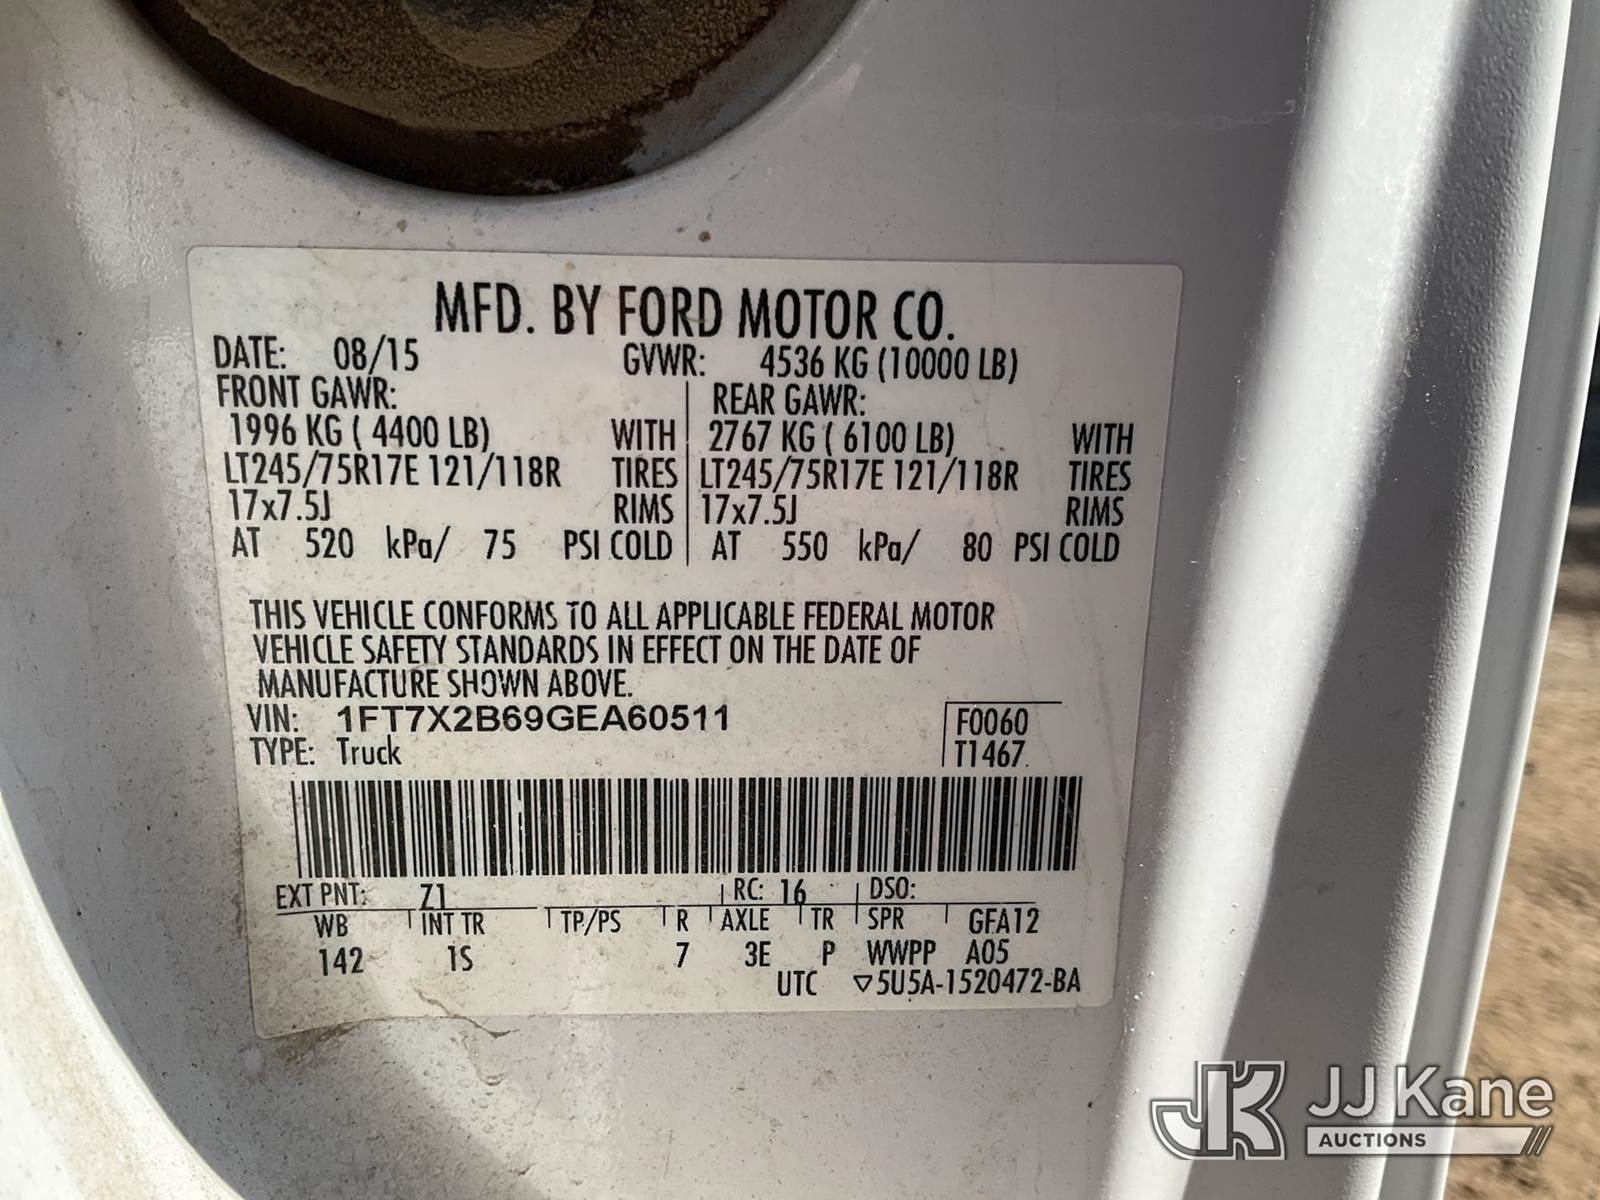 MFD. BY FORD MOTOR CO.
DATE: 08/15 GVWR: 4536 KG (10000 LB)
FRONT GAWR: REAR GAWR:
1996 KG ( 4400 LB) WITH 2767 KG ( 6100 LB) WITH
LT245/75R17E 121/118R TIRES LT245/75R17E 121/118R TIRES
17x7.5J RIMS 17x7.5J RIMS
AT 520 kPa/ 75 PSI COLD AT 550 kPa/ 80 PSI COLD
THIS VEHICLE CONFORMS TO ALL APPLICABLE FEDERAL MOTOR
VEHICLE SAFETY STANDARDS IN EFFECT ON THE DATE OF
MANUFACTURE SHOWN ABOVE.
VIN: 1FT7X2B69GEA60511 F0060
TYPE: Truck T1467
EXT PNT: Z1 RC: 16 DSO:
WB INT TR TP/PS R AXLE TR SPR GFA12
142 1S 7 3E P WWPP A05
UTC ▽5U5A-1520472-BA
JK JJ Kane
AUCTIONS